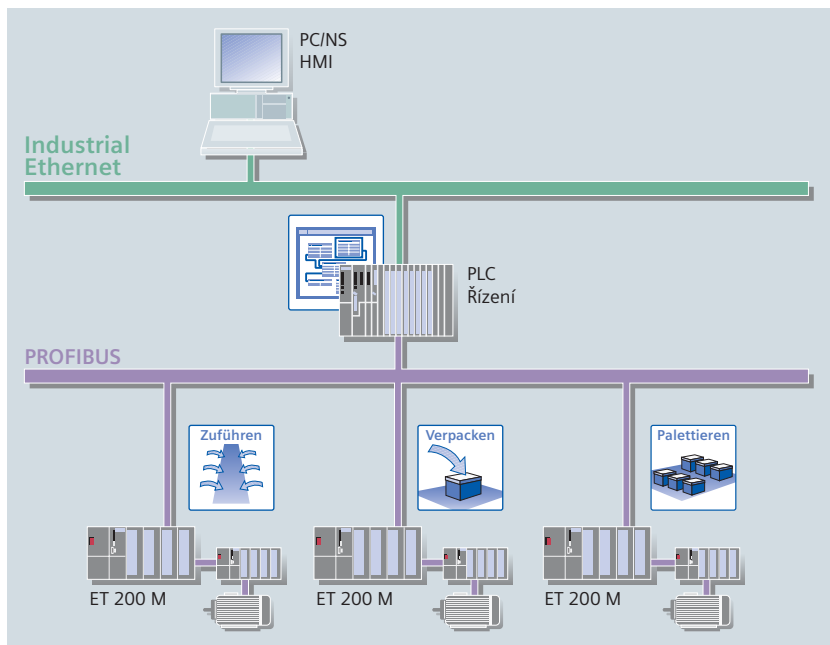 PC/NS
HMI
Industrial
Ethernet
PLC
Řízení
PROFIBUS
Zuführen
Verpacken
Palettieren
ET 200 M
ET 200 M
ET 200 M